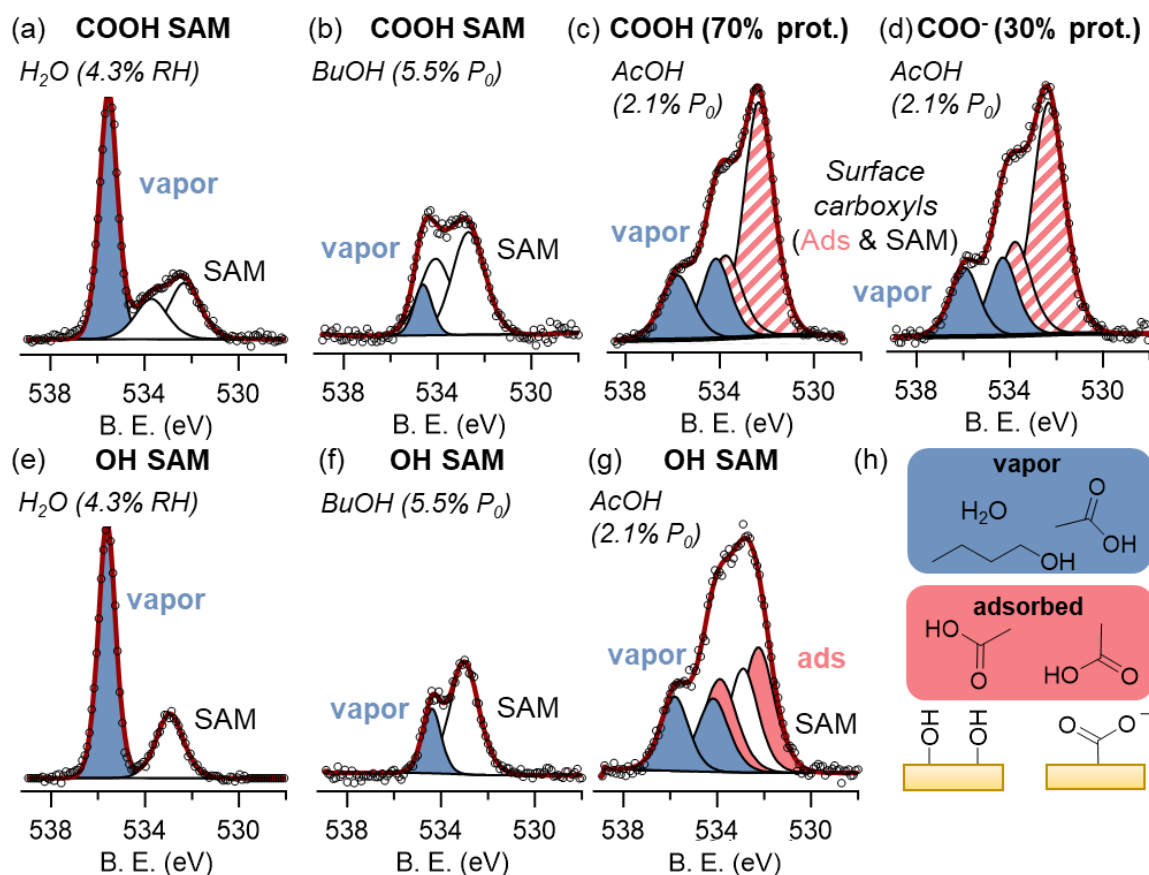 (a) COOH SAM
H₂O (4.3% RH)
vapor
SAM
538 534 530
B. E. (eV)
(b) COOH SAM
BuOH (5.5% P₀)
vapor
SAM
538 534 530
B. E. (eV)
(c) COOH (70% prot.)
AcOH
(2.1% P₀)
vapor
538 534 530
B. E. (eV)
Surface
carboxyls
(Ads & SAM)
(d) COO⁻ (30% prot.)
AcOH
(2.1% P₀)
vapor
538 534 530
B. E. (eV)
(e) OH SAM
H₂O (4.3% RH)
vapor
SAM
538 534 530
B. E. (eV)
(f) OH SAM
BuOH (5.5% P₀)
vapor
SAM
538 534 530
B. E. (eV)
(g) OH SAM
AcOH
(2.1% P₀)
vapor
ads
SAM
538 534 530
B. E. (eV)
(h)
vapor
H₂O
O
OH
OH
adsorbed
HO
O
HO
O
HO
HO
O
O⁻